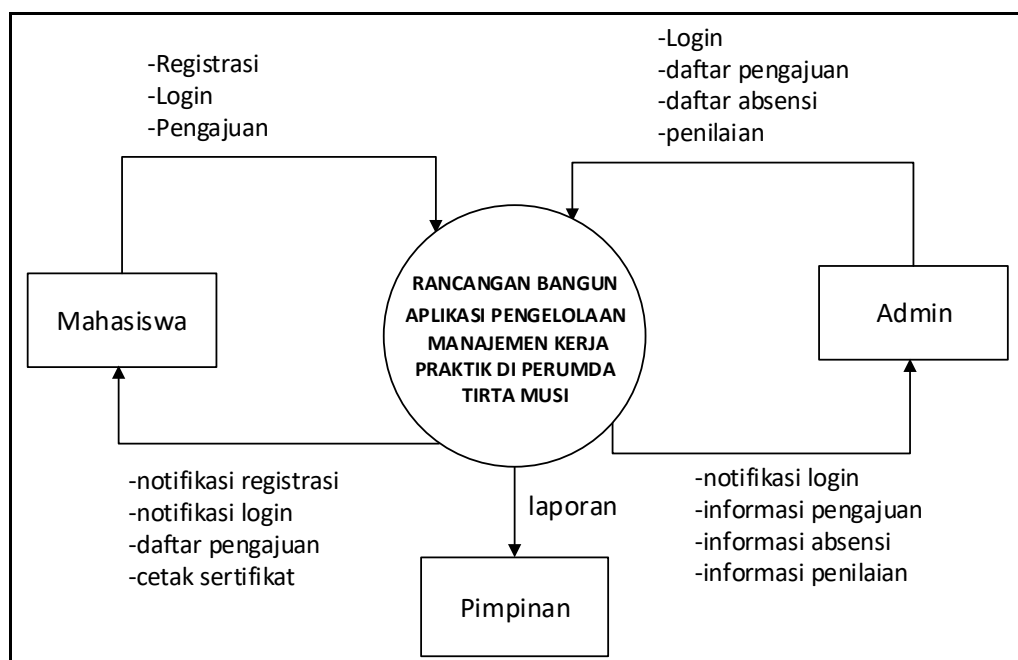 -Registrasi
-Login
-Pengajuan
-Login
-daftar pengajuan
-daftar absensi
-penilaian
Mahasiswa
RANCANGAN BANGUN
APLIKASI PENGELOLAAN
MANAJEMEN KERJA
PRAKTIK DI PERUMDA
TIRTA MUSI
Admin
-notifikasi registrasi
-notifikasi login
-daftar pengajuan
-cetak sertifikat
laporan
-notifikasi login
-informasi pengajuan
-informasi absensi
-informasi penilaian
Pimpinan